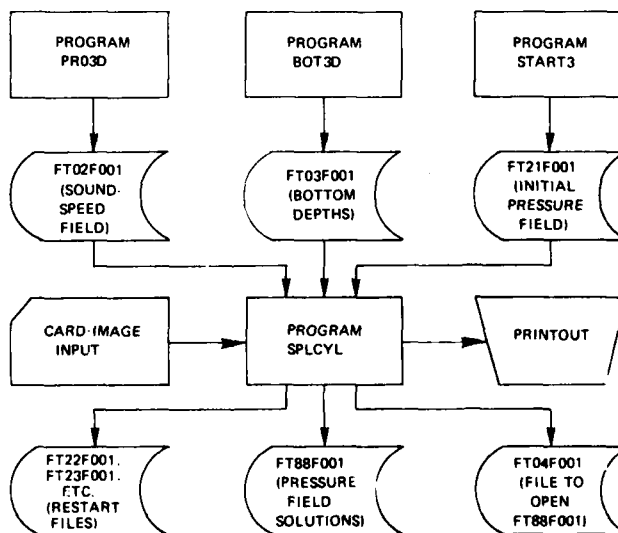 PROGRAM
PR03D
PROGRAM
BOT3D
PROGRAM
START3
FT02F001
(SOUND-
SPEED
FIELD)
FT03F001
(BOTTOM
DEPTHS)
FT21F001
(INITIAL
PRESSURE
FIELD)
CARD-IMAGE
INPUT
PROGRAM
SPLCYL
PRINTOUT
FT22F001,
FT23F001,
ETC.
(RESTART
FILES)
FT88F001
(PRESSURE
FIELD
SOLUTIONS)
FT04F001
(FILE TO
OPEN
FT88F001)